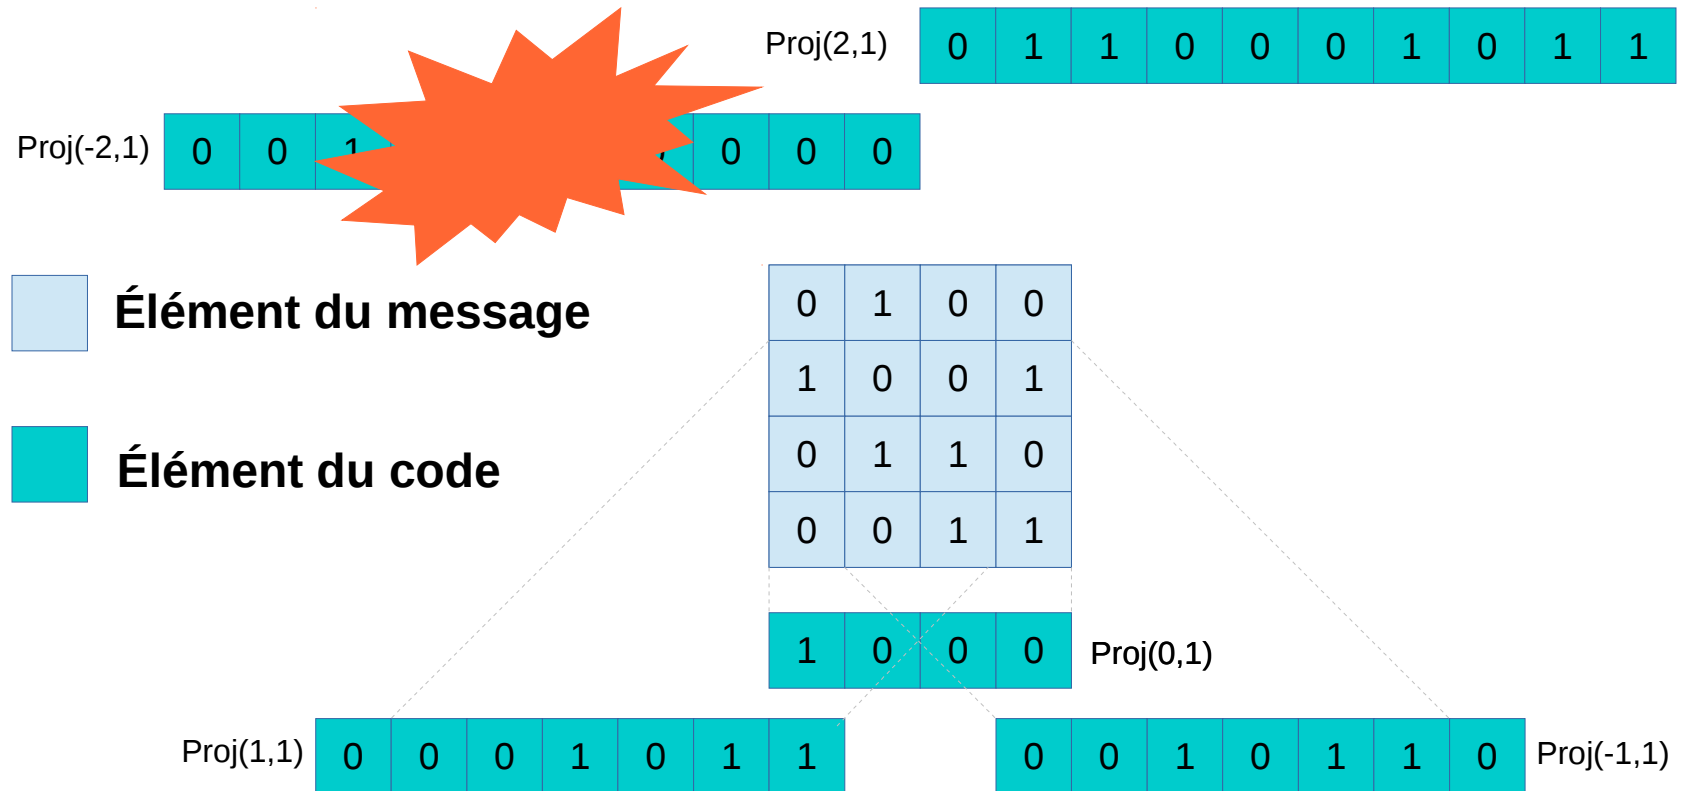 Proj(2,1) 0 1 1 0 0 0 1 0 1 1
Proj(-2,1) 0 0 1 0 0 0
Élément du message
0 1 0 0
1 0 0 1
Élément du code
0 1 1 0
0 0 1 1
1 0 0 0 Proj(0,1)
Proj(1,1) 0 0 0 1 0 1 1
0 0 1 0 1 1 0 Proj(-1,1)